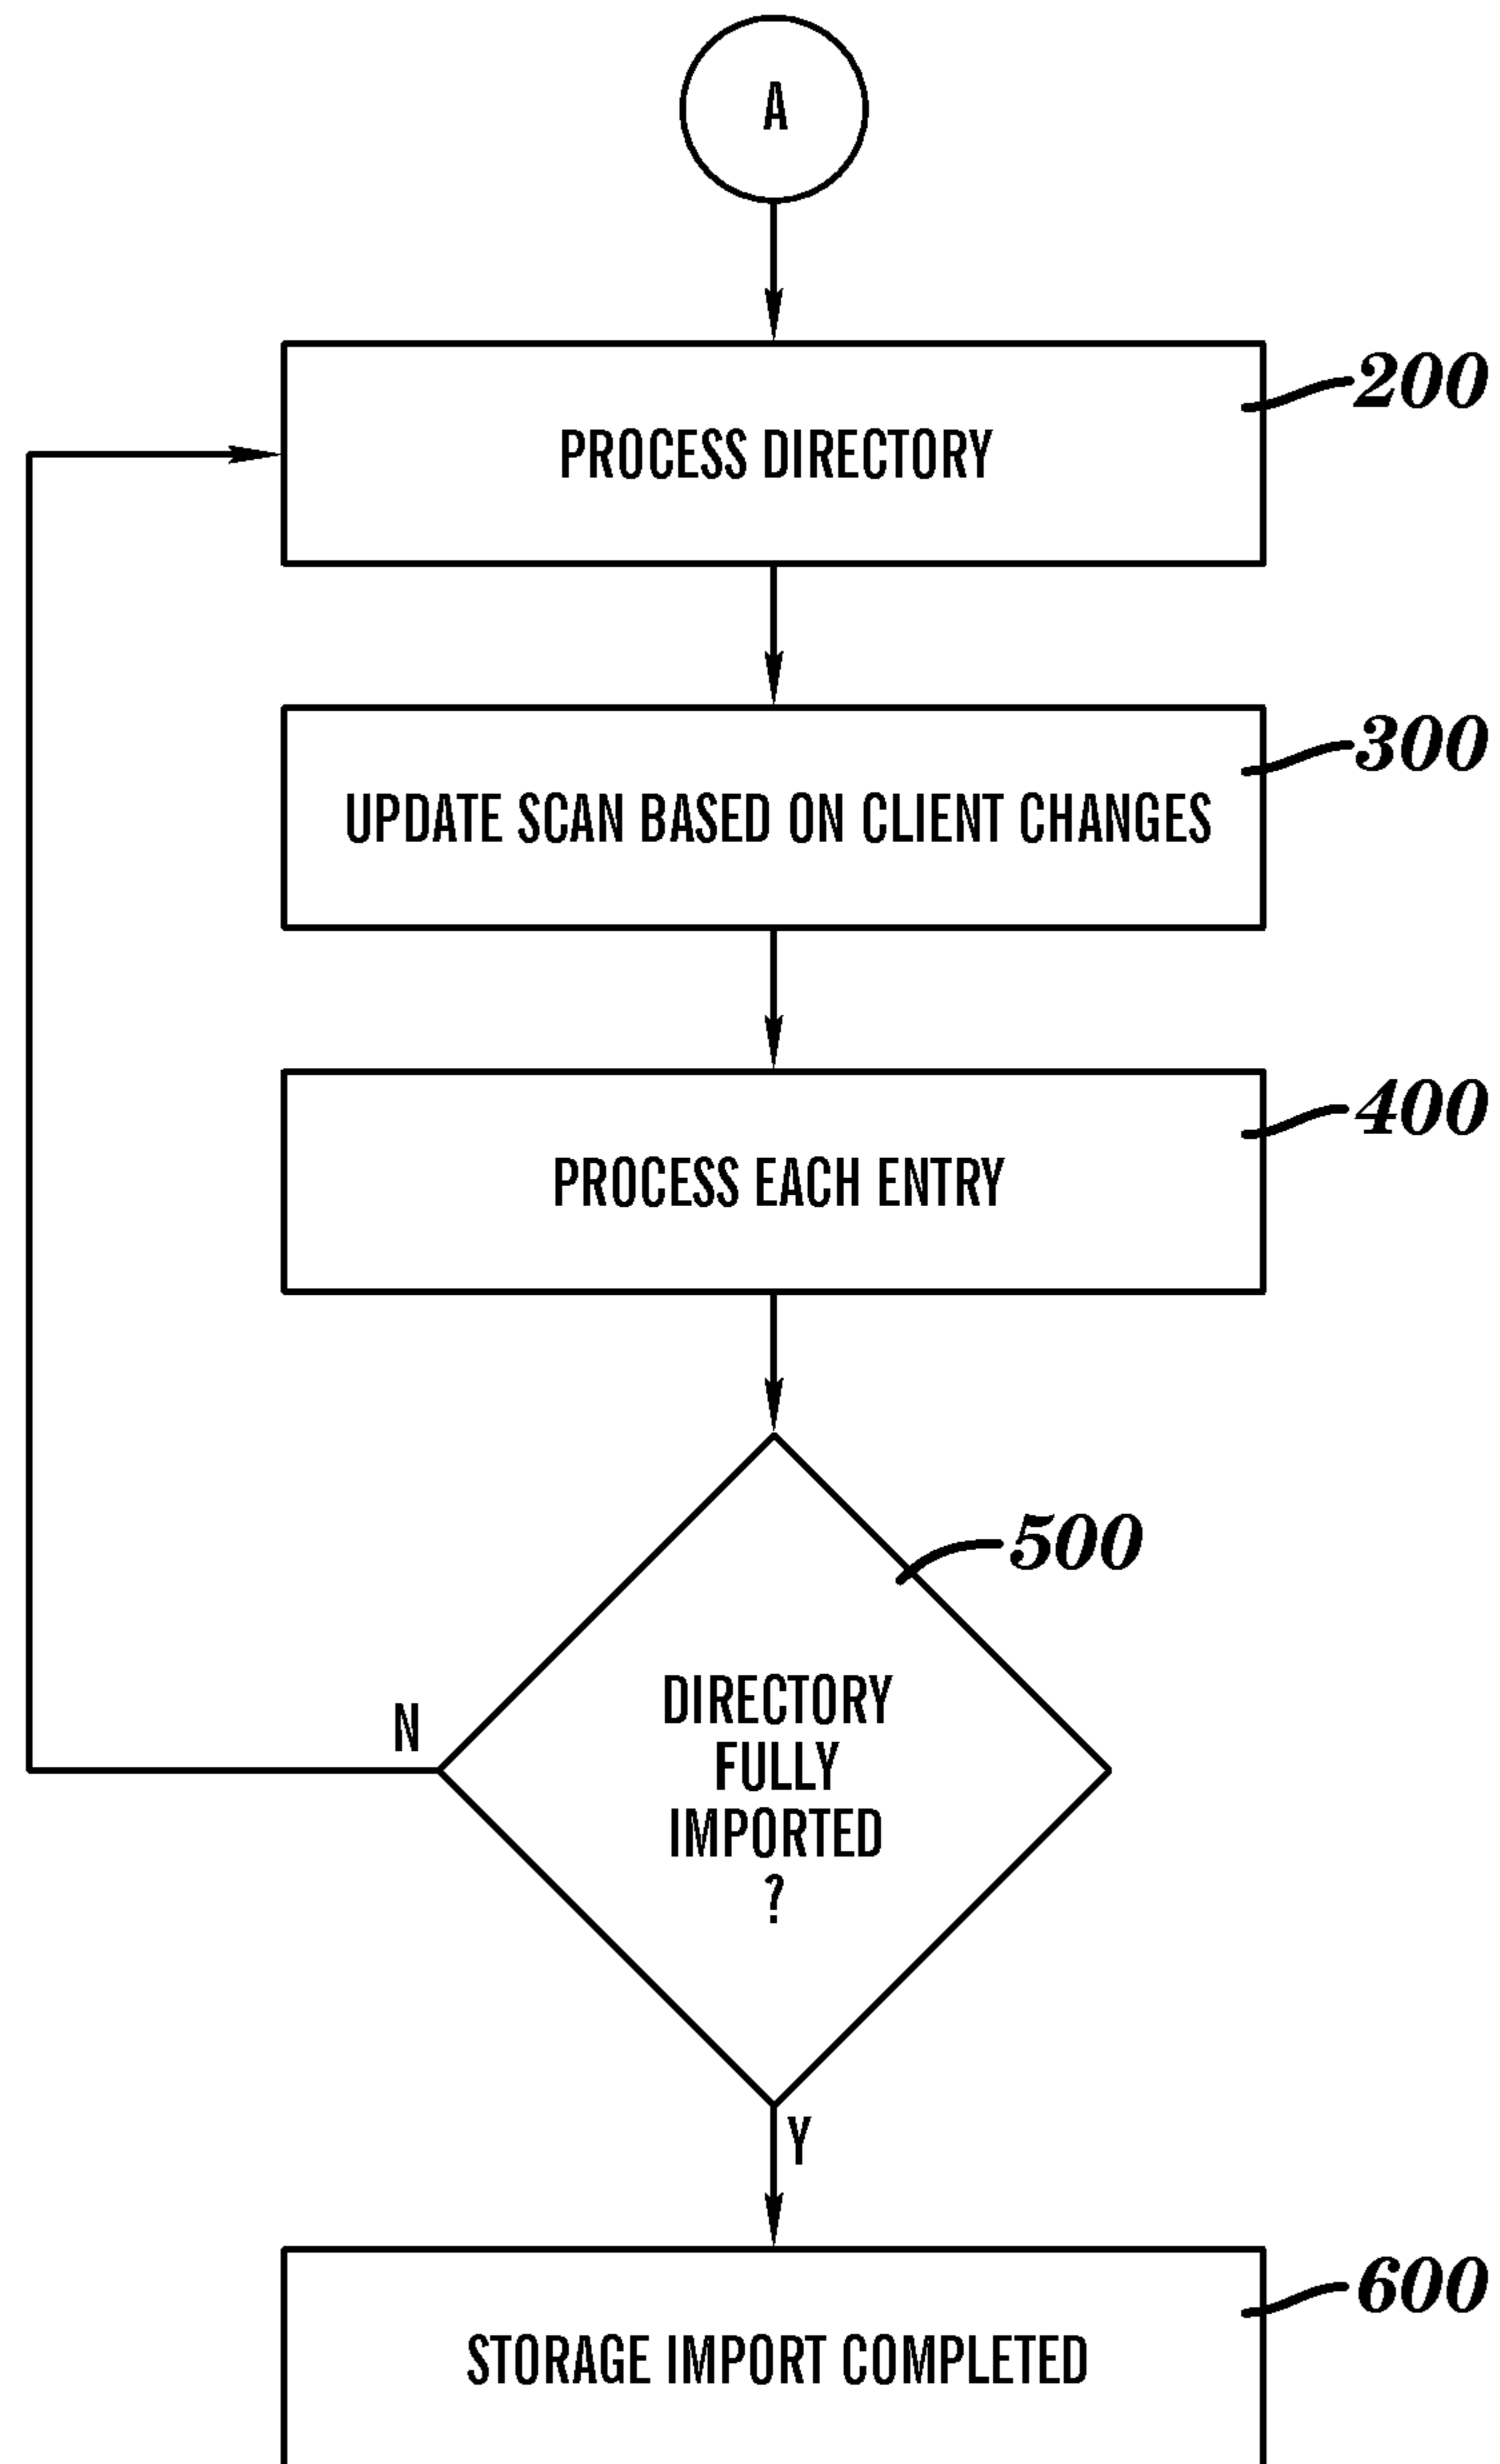 A
200
PROCESS DIRECTORY
300
UPDATE SCAN BASED ON CLIENT CHANGES
400
PROCESS EACH ENTRY
500
DIRECTORY
FULLY
IMPORTED
?
N
Y
600
STORAGE IMPORT COMPLETED